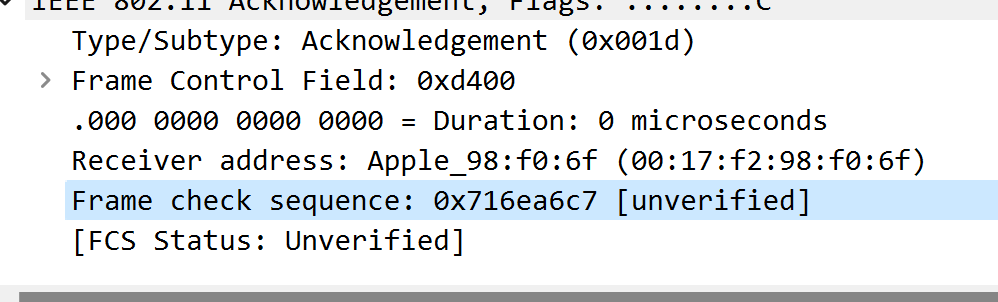 IEEE 802.11 Acknowledgement, Flags: ........C
Type/Subtype: Acknowledgement (0x001d)
Frame Control Field: 0xd400
.000 0000 0000 0000 = Duration: 0 microseconds
Receiver address: Apple_98:f0:6f (00:17:f2:98:f0:6f)
Frame check sequence: 0x716ea6c7 [unverified]
[FCS Status: Unverified]